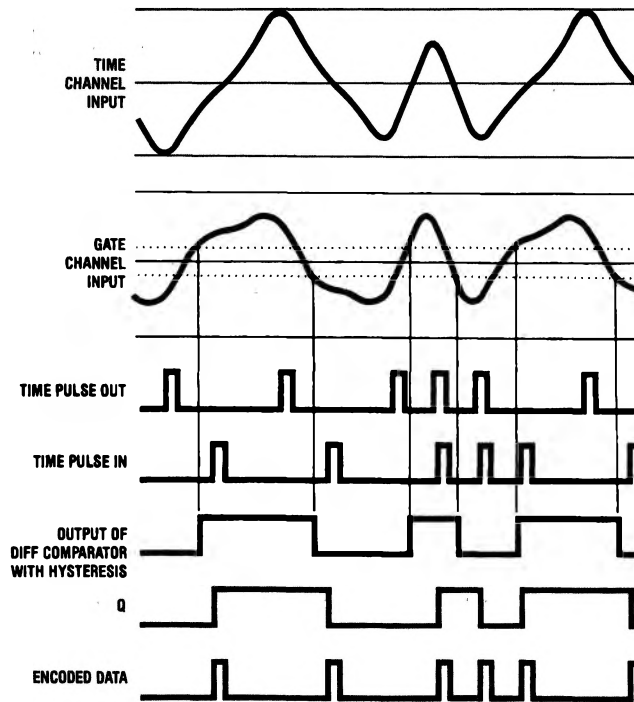 TIME
CHANNEL
INPUT
GATE
CHANNEL
INPUT
TIME PULSE OUT
TIME PULSE IN
OUTPUT OF
DIFF COMPARATOR
WITH HYSTERESIS
Q
ENCODED DATA